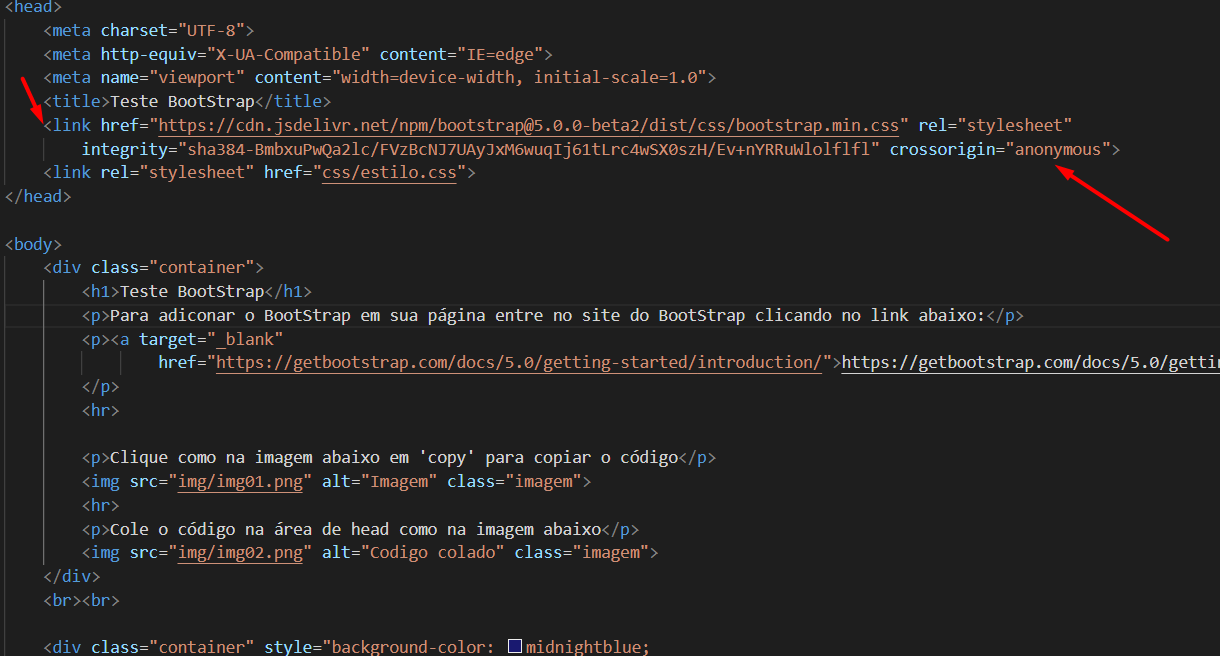 <head>
<meta charset="UTF-8">
<meta http-equiv="X-UA-Compatible" content="IE=edge">
<meta name="viewport" content="width=device-width, initial-scale=1.0">
<title>Teste BootStrap</title>
<link href="https://cdn.jsdelivr.net/npm/bootstrap@5.0.0-beta2/dist/css/bootstrap.min.css" rel="stylesheet"
integrity="sha384-BmbxuPwQa2lc/FVzBcNJ7UAyJxM6wuqIj61tLrc4wSX0szH/Ev+nYRRuWlolflfl" crossorigin="anonymous">
<link rel="stylesheet" href="css/estilo.css">
</head>
<body>
<div class="container">
<h1>Teste BootStrap</h1>
<p>Para adiconar o BootStrap em sua página entre no site do BootStrap clicando no link abaixo:</p>
<p><a target="_blank"
href="https://getbootstrap.com/docs/5.0/getting-started/introduction/">https://getbootstrap.com/docs/5.0/gettin
</p>
<hr>
<p>Clique como na imagem abaixo em 'copy' para copiar o código</p>
<img src="img/img01.png" alt="Imagem" class="imagem">
<hr>
<p>Cole o código na área de head como na imagem abaixo</p>
<img src="img/img02.png" alt="Codigo colado" class="imagem">
</div>
<br><br>
<div class="container" style="background-color: midnightblue;